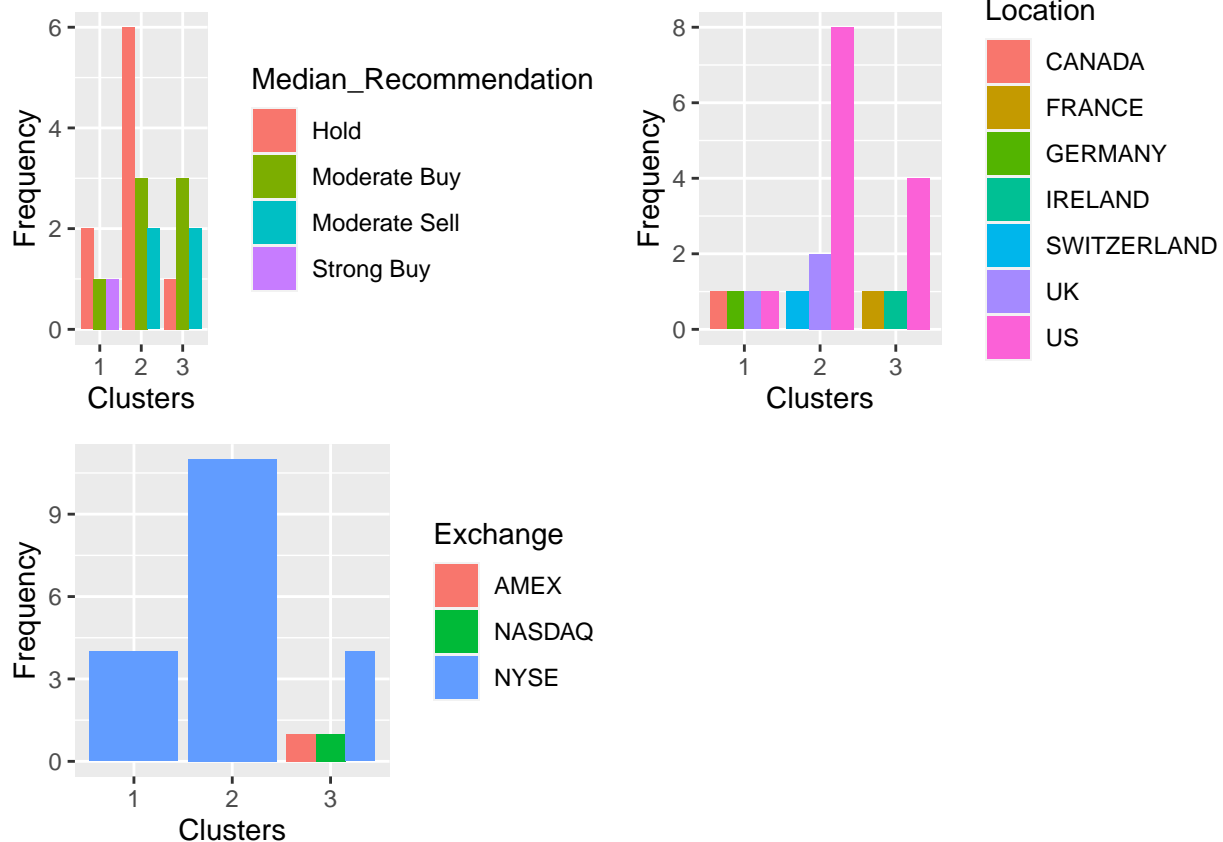 6
4
2
0
Frequency
1 2 3
Clusters
Median_Recommendation
Hold
Moderate Buy
Moderate Sell
Strong Buy
8
6
4
2
0
Frequency
1 2 3
Clusters
Location
CANADA
FRANCE
GERMANY
IRELAND
SWITZERLAND
UK
US
9
6
3
0
Frequency
1 2 3
Clusters
Exchange
AMEX
NASDAQ
NYSE